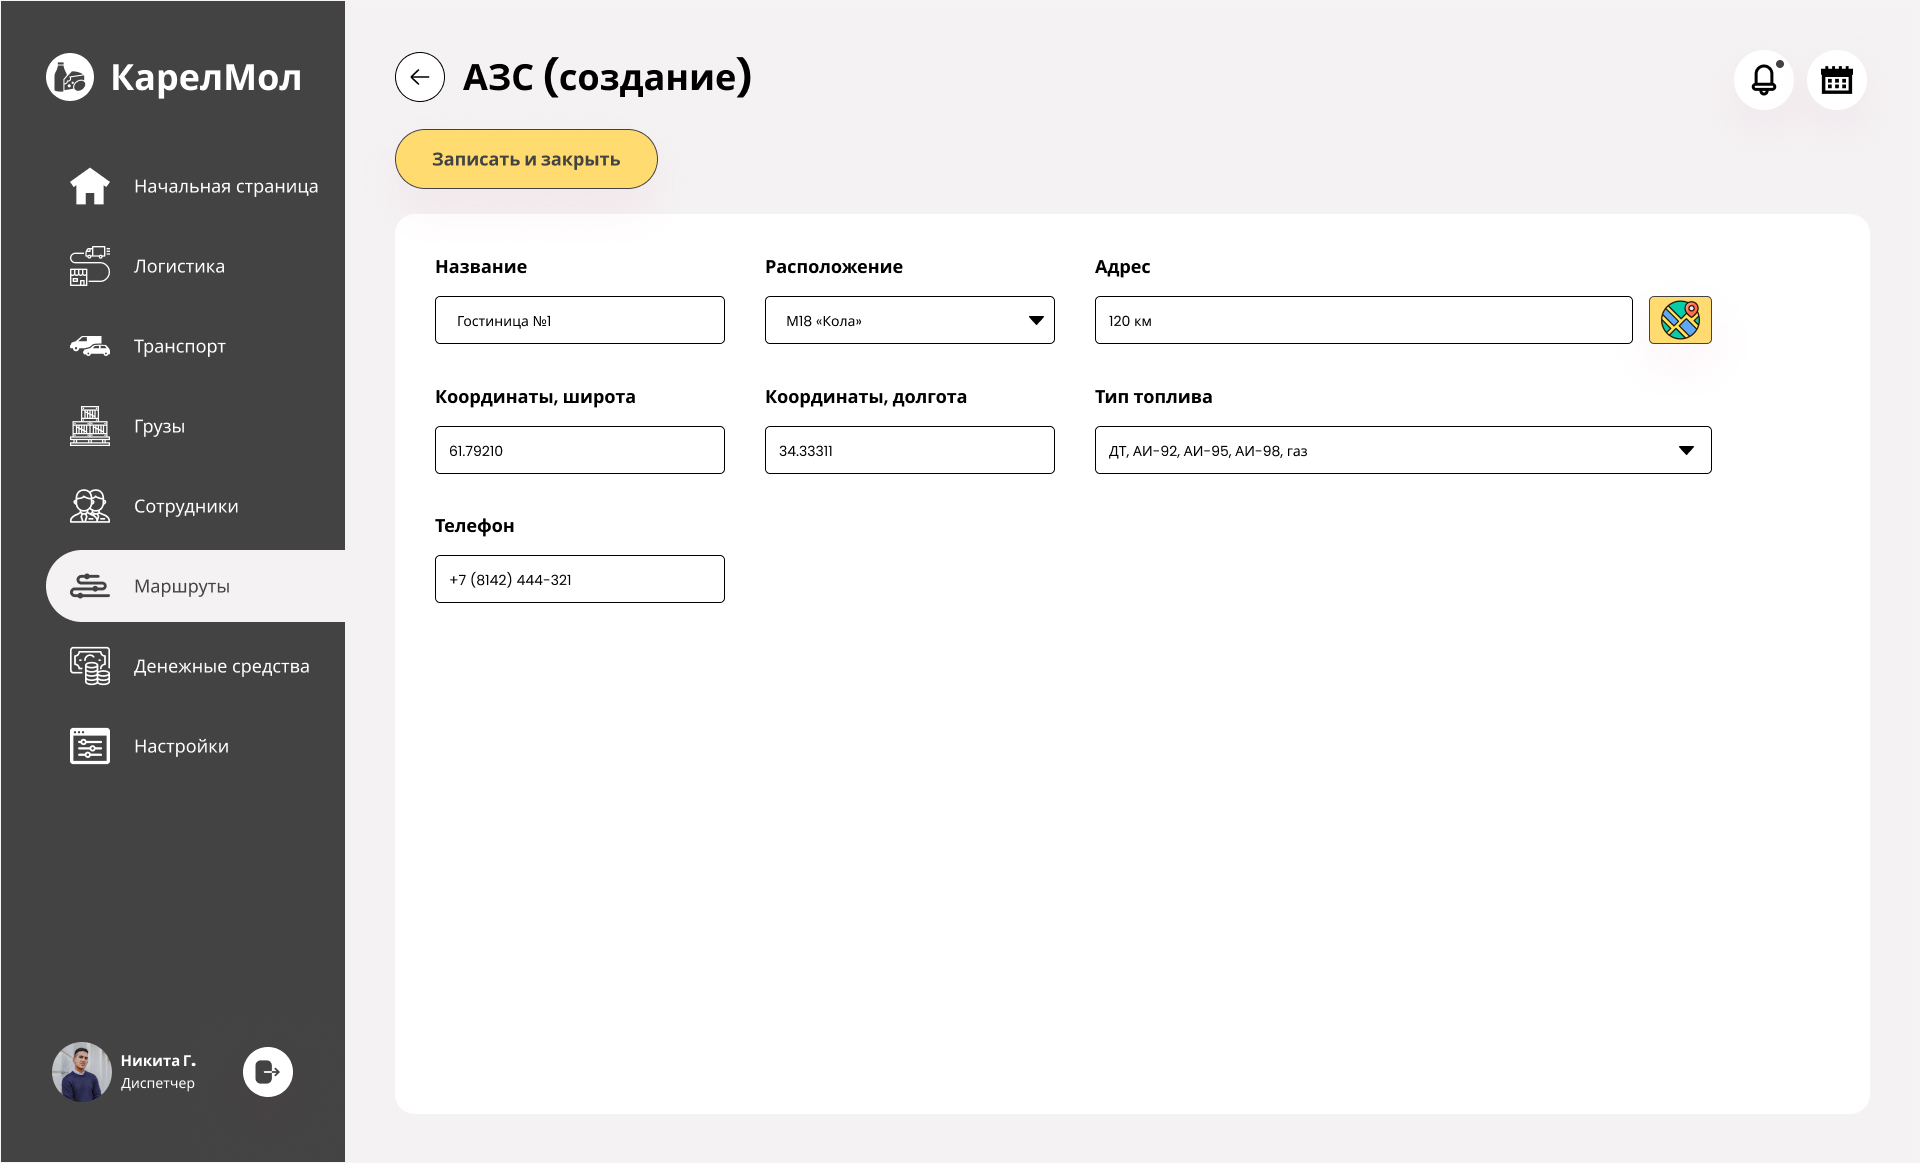 КарелМол
Начальная страница
Логистика
Транспорт
Грузы
Сотрудники
Маршруты
Денежные средства
Настройки
Никита Г.
Диспетчер
АЗС (создание)
Записать и закрыть
Название
Расположение
Адрес
Гостиница №1
М18 «Кола»
120 км
Координаты, широта
Координаты, долгота
Тип топлива
61.79210
34.33311
ДТ, АИ-92, АИ-95, АИ-98, газ
Телефон
+7 (8142) 444-321